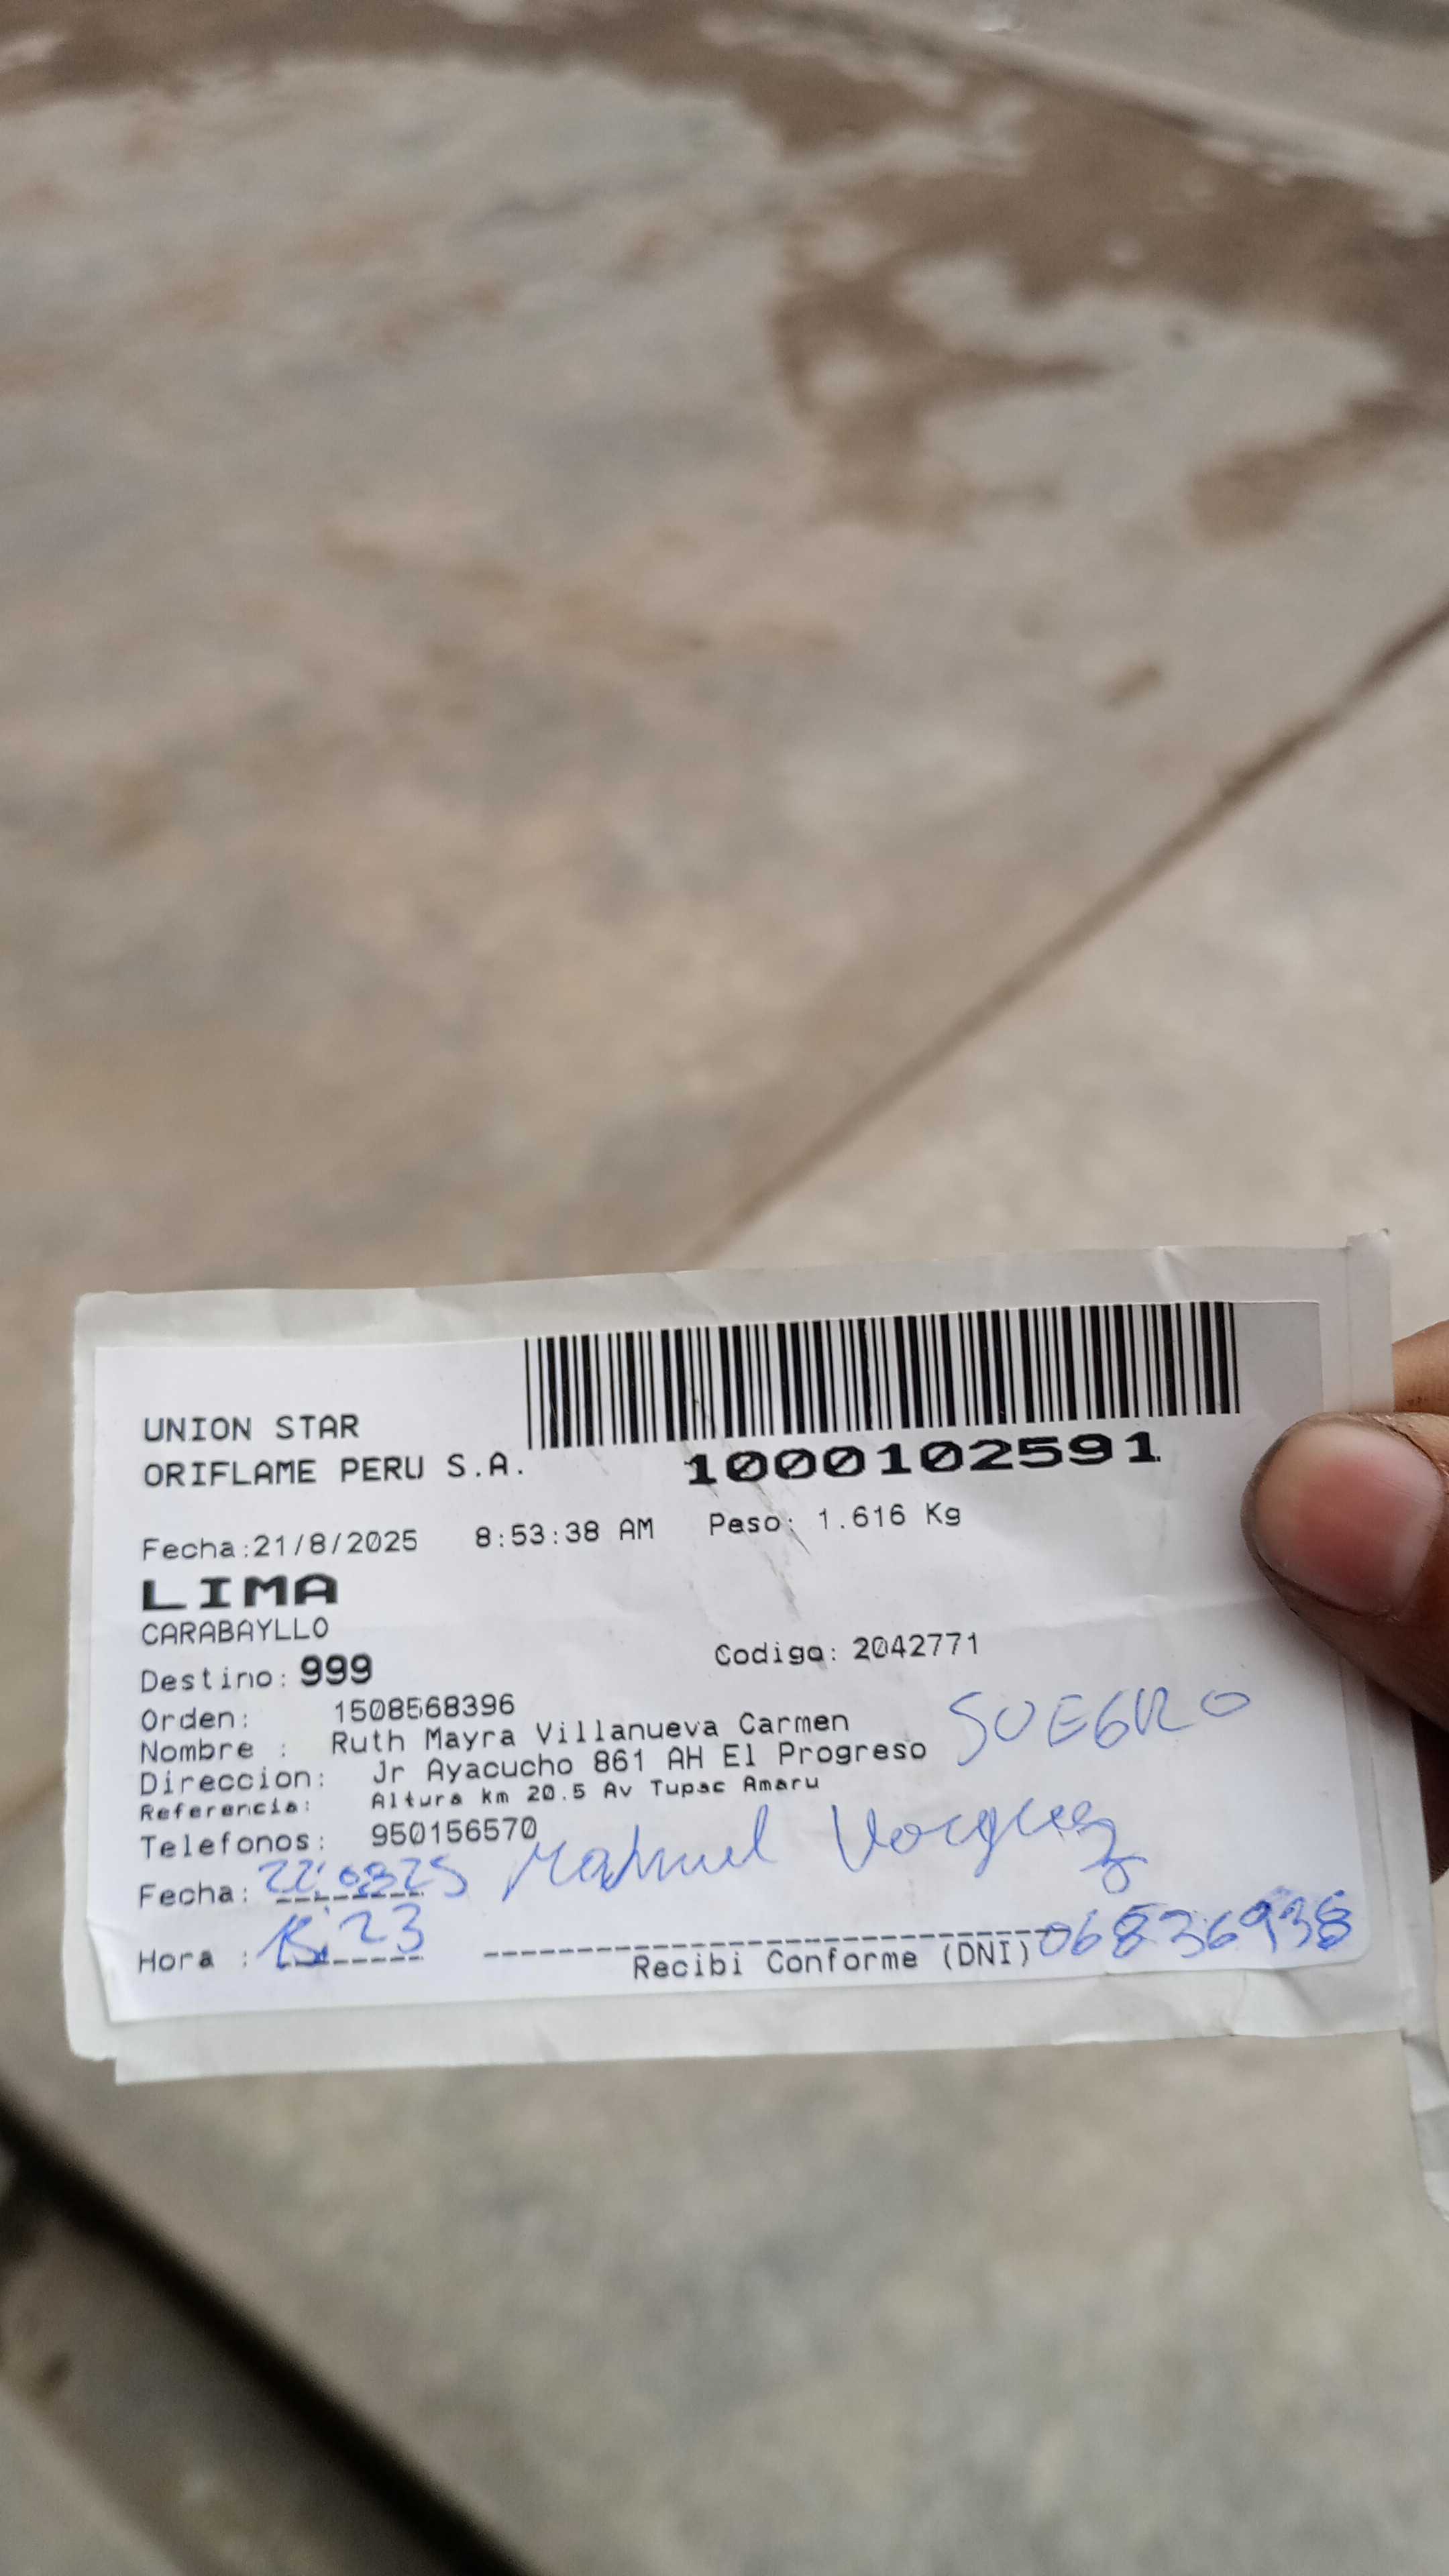 UNION STAR
ORIFLAME PERU S.A.
1000102591
Fecha:21/8/2025 8:53:38 AM Peso: 1.616 Kg
LIMA
CARABAYLLO
Destino: 999 Codigo: 2042771
Orden: 1508568396
Nombre : Ruth Mayra Villanueva Carmen SUEGRO
Direccion: Jr Ayacucho 861 AH El Progreso
Referencia: Altura km 20.5 Av Tupac Amaru
Telefonos: 950156570
Fecha: 22.08.25 Manuel
Hora : 15:23
Recibi Conforme (DNI) 06836938